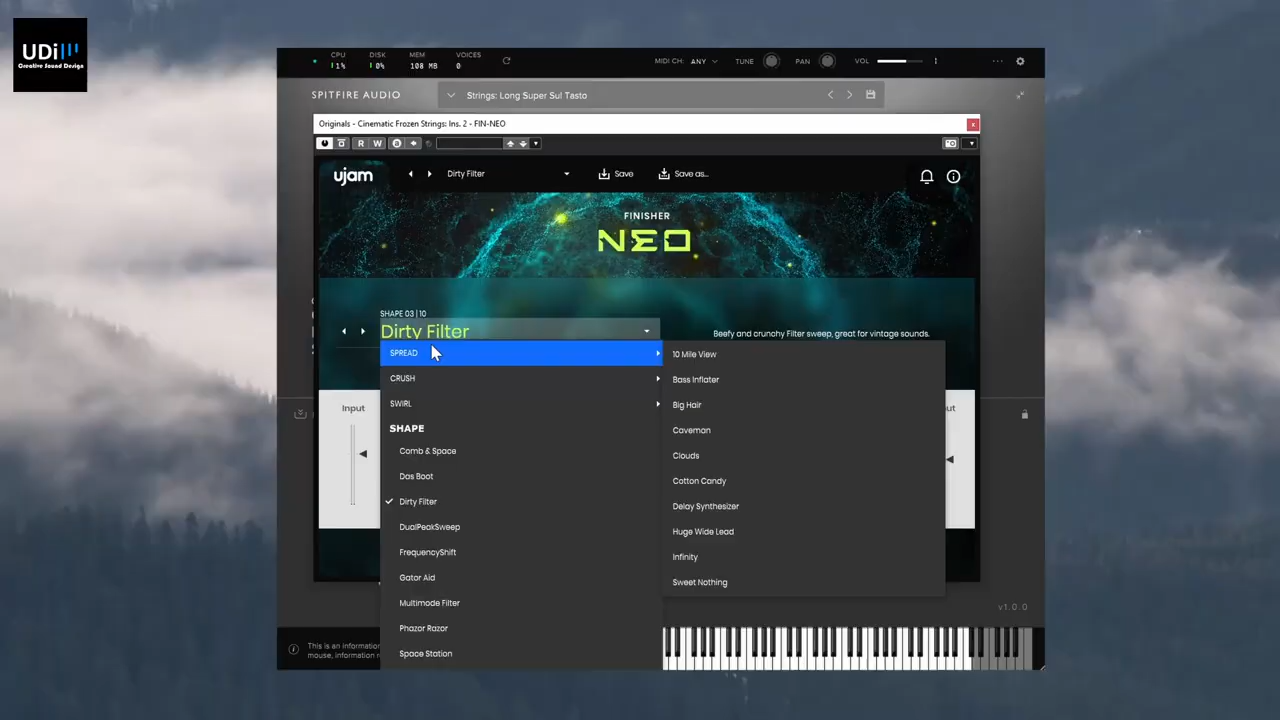 UDi
Creative Sound Design
CPU
1%
DISK
0%
MEM
108 MB
VOICES
0
MIDI CH: ANY
TUNE
PAN
VOL
SPITFIRE AUDIO
Strings: Long Super Sul Tasto
Originals - Cinematic Frozen Strings: Ins. 2 - FIN-NEO
R
W
ujam
Dirty Filter
Save
Save as...
FINISHER
NEO
SHAPE 03 | 10
Dirty Filter
Beefy and crunchy Filter sweep, great for vintage sounds.
SPREAD
CRUSH
SWIRL
SHAPE
Comb & Space
Das Boot
Dirty Filter
DualPeakSweep
FrequencyShift
Gator Aid
Multimode Filter
Phazor Razor
Space Station
10 Mile View
Bass Inflater
Big Hair
Caveman
Clouds
Cotton Candy
Delay Synthesizer
Huge Wide Lead
Infinity
Sweet Nothing
Input
ut
v1.0.0
This is an information
mouse, information r